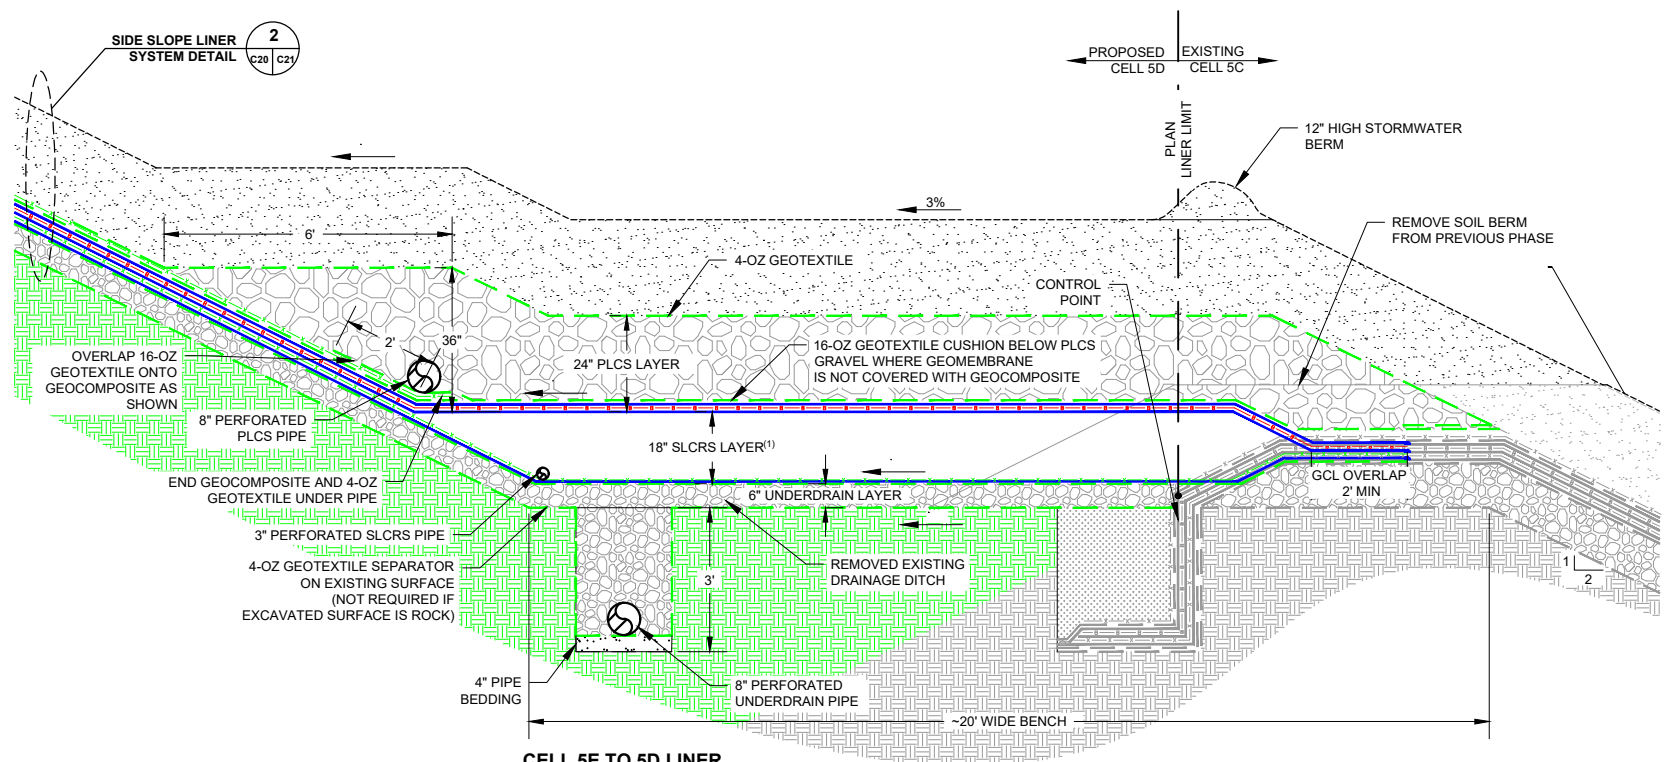 SIDE SLOPE LINER
SYSTEM DETAIL
2
C20
C21
PROPOSED
CELL 5D
EXISTING
CELL 5C
PLAN
LINER LIMIT
12" HIGH STORMWATER
BERM
3%
REMOVE SOIL BERM
FROM PREVIOUS PHASE
6'
4-OZ GEOTEXTILE
CONTROL
POINT
2'
36"
24" PLCS LAYER
16-OZ GEOTEXTILE CUSHION BELOW PLCS
GRAVEL WHERE GEOMEMBRANE
IS NOT COVERED WITH GEOCOMPOSITE
OVERLAP 16-OZ
GEOTEXTILE ONTO
GEOCOMPOSITE AS
SHOWN
8" PERFORATED
PLCS PIPE
18" SLCRS LAYER(1)
END GEOCOMPOSITE AND 4-OZ
GEOTEXTILE UNDER PIPE
6" UNDERDRAIN LAYER
GCL OVERLAP
2' MIN
3" PERFORATED SLCRS PIPE
4-OZ GEOTEXTILE SEPARATOR
ON EXISTING SURFACE
(NOT REQUIRED IF
EXCAVATED SURFACE IS ROCK)
3'
REMOVED EXISTING
DRAINAGE DITCH
1
2
4" PIPE
BEDDING
8" PERFORATED
UNDERDRAIN PIPE
~20' WIDE BENCH
CELL 5E TO 5D LINER